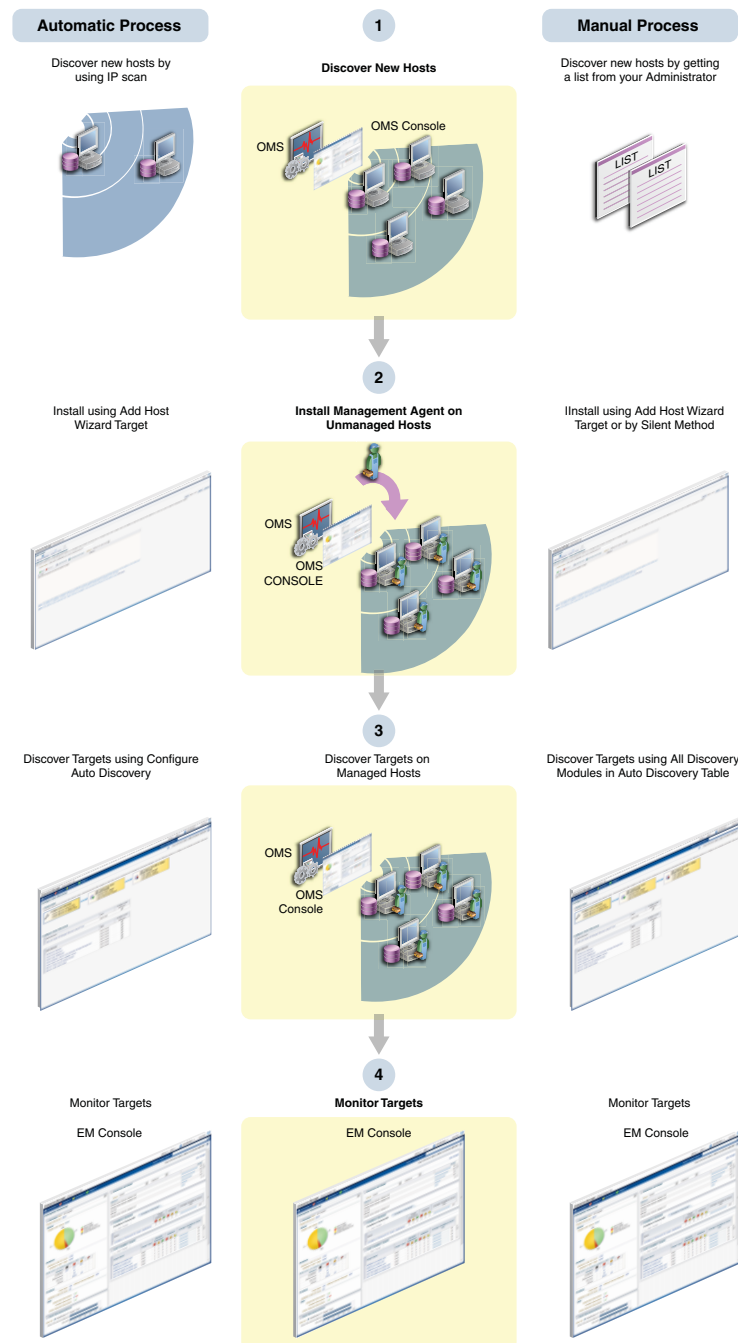 Automatic Process
1
Manual Process
Discover new hosts by
using IP scan
Discover New Hosts
Discover new hosts by getting
a list from your Administrator
OMS
OMS Console
LIST
LIST
2
Install using Add Host
Wizard Target
Install Management Agent on
Unmanaged Hosts
IInstall using Add Host Wizard
Target or by Silent Method
OMS
OMS
CONSOLE
3
Discover Targets using Configure
Auto Discovery
Discover Targets on
Managed Hosts
Discover Targets using All Discovery
Modules in Auto Discovery Table
OMS
OMS
Console
4
Monitor Targets
Monitor Targets
Monitor Targets
EM Console
EM Console
EM Console